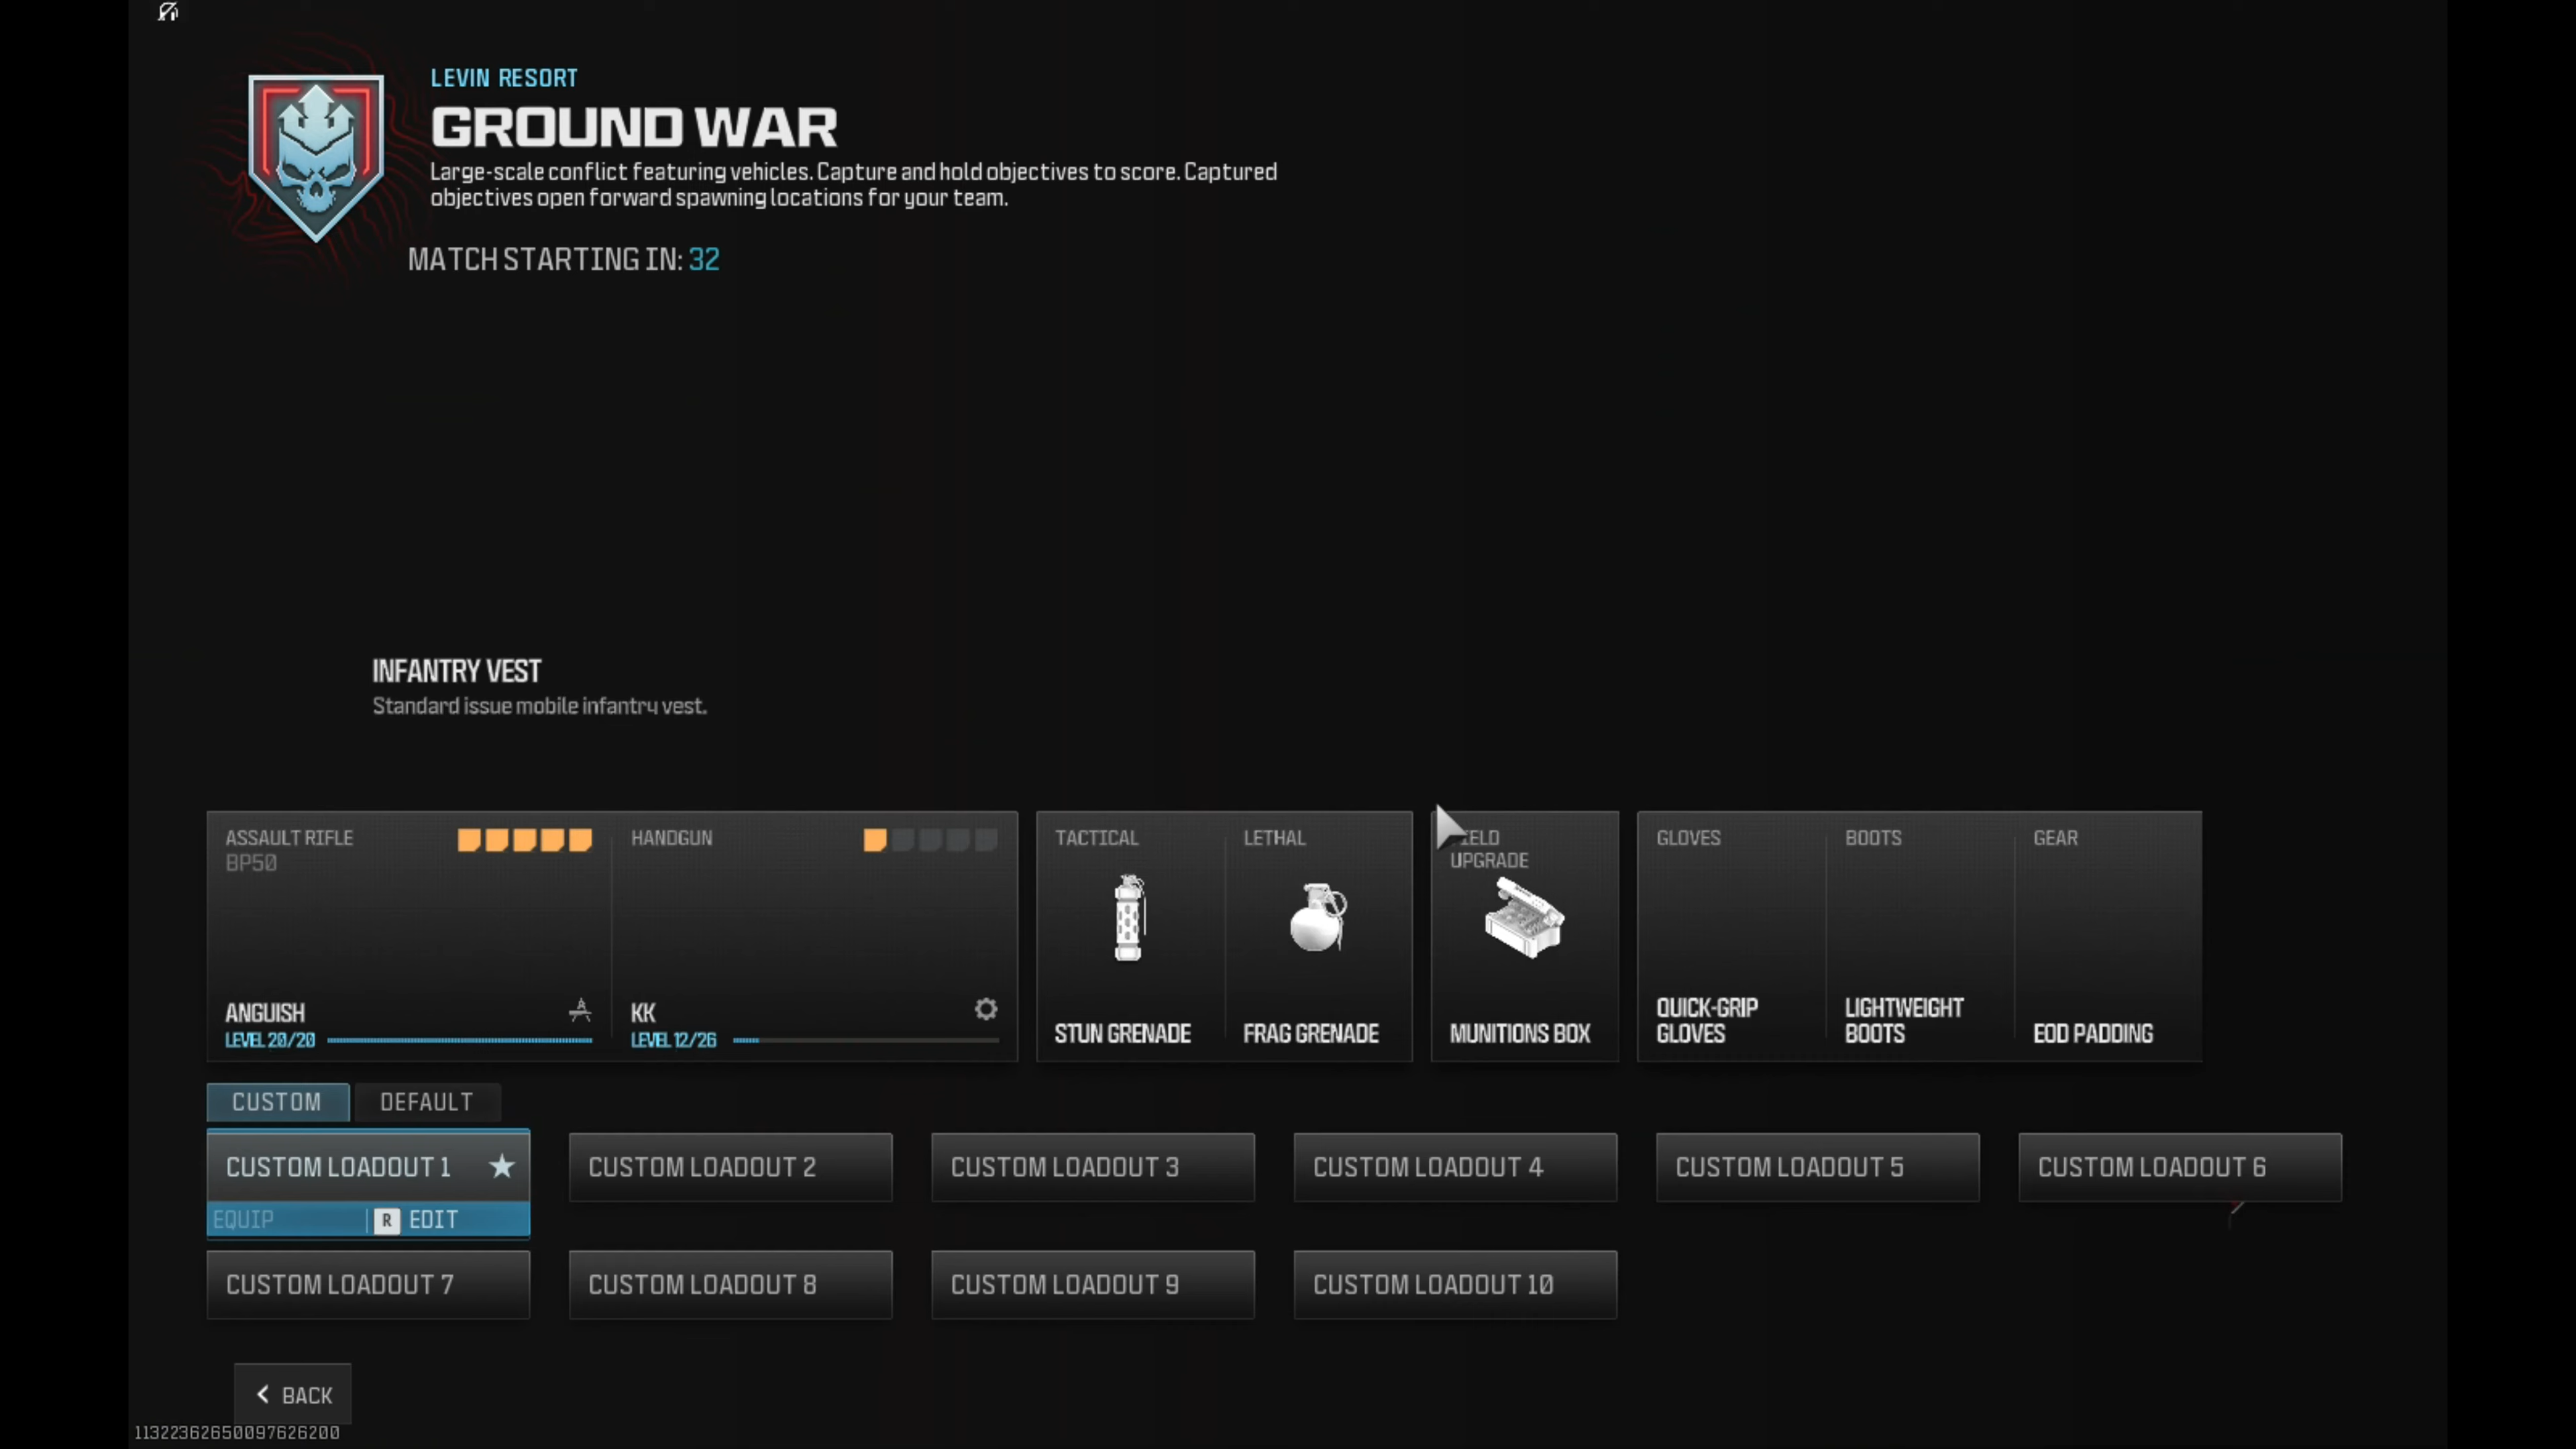 LEVIN RESORT
GROUND WAR
Large-scale conflict featuring vehicles. Capture and hold objectives to score. Captured
objectives open forward spawning locations for your team.
MATCH STARTING IN: 32
INFANTRY VEST
Standard issue mobile infantry vest.
ASSAULT RIFLE
BP50
ANGUISH
LEVEL 20/20
HANDGUN
KK
LEVEL 12/26
TACTICAL
STUN GRENADE
LETHAL
FRAG GRENADE
IELD
UPGRADE
MUNITIONS BOX
GLOVES
QUICK-GRIP
GLOVES
BOOTS
LIGHTWEIGHT
BOOTS
GEAR
EOD PADDING
CUSTOM DEFAULT
CUSTOM LOADOUT 1
EQUIP R EDIT
CUSTOM LOADOUT 2
CUSTOM LOADOUT 3
CUSTOM LOADOUT 4
CUSTOM LOADOUT 5
CUSTOM LOADOUT 6
CUSTOM LOADOUT 7
CUSTOM LOADOUT 8
CUSTOM LOADOUT 9
CUSTOM LOADOUT 10
BACK
11322362650097626200